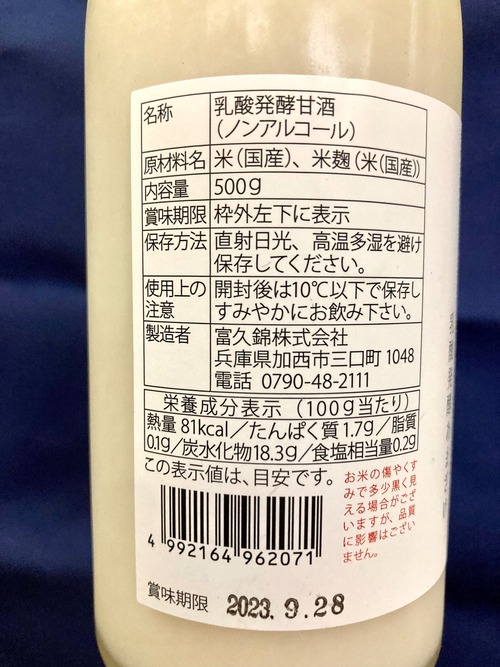 名称 乳酸発酵甘酒
(ノンアルコール)
原材料名 米(国産)、米麹(米(国産))
内容量 500g
賞味期限 枠外左下に表示
保存方法 直射日光、高温多湿を避け
保存してください。
使用上の 開封後は10℃以下で保存し
注意 すみやかにお飲み下さい。
製造者 富久錦株式会社
兵庫県加西市三口町1048
電話 0790-48-2111
栄養成分表示(100g当たり)
熱量 81kcal/たんぱく質1.7g/脂質
0.1g/炭水化物18.3g/食塩相当量0.2g
この表示値は、目安です。
お米の傷やくす
みで多少黒く見
える場合がござ
いますが、品質
に影響はござい
ません。
4 992164 962071
賞味期限 2023.9.28